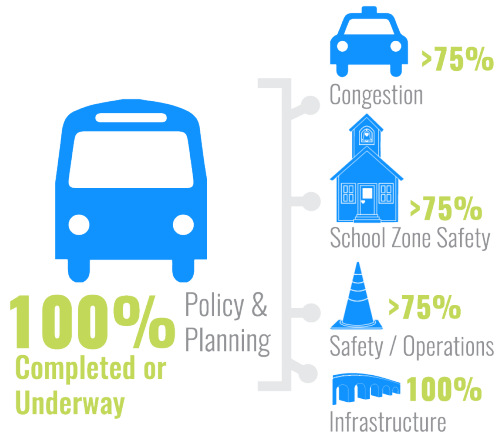 100% Policy &
Planning
Completed or
Underway
>75%
Congestion
>75%
School Zone Safety
>75%
Safety / Operations
100%
Infrastructure